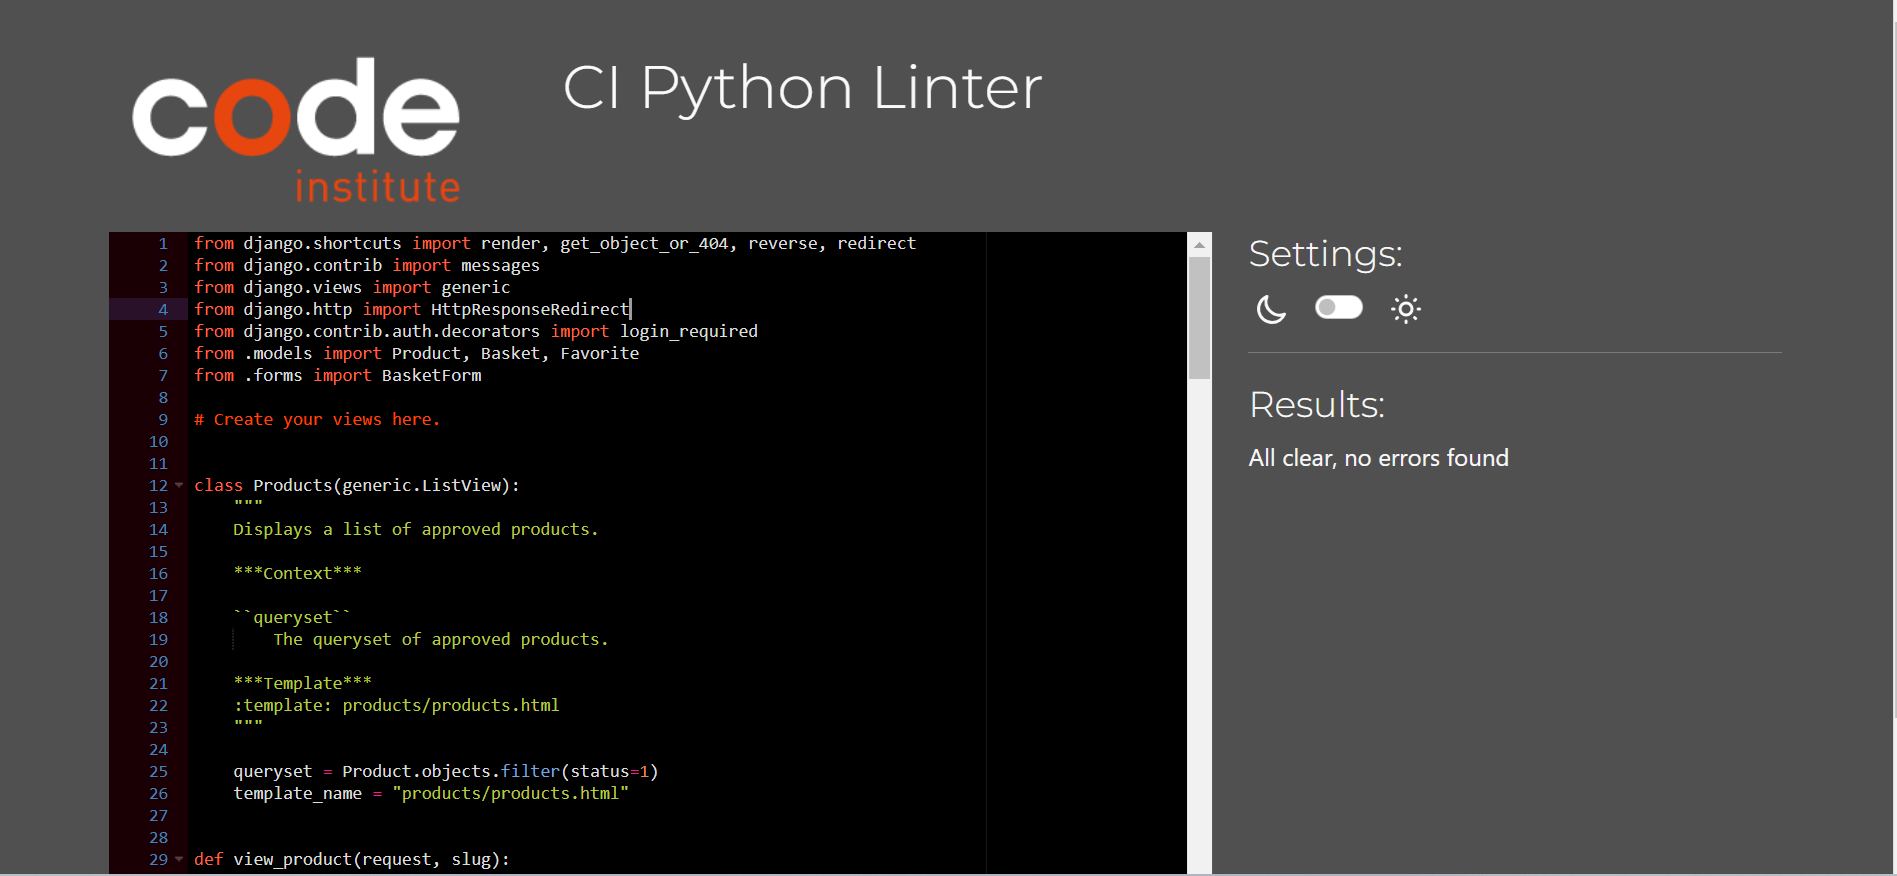 code
institute
CI Python Linter
1 from django.shortcuts import render, get_object_or_404, reverse, redirect
2 from django.contrib import messages
3 from django.views import generic
4 from django.http import HttpResponseRedirect
5 from django.contrib.auth.decorators import login_required
6 from .models import Product, Basket, Favorite
7 from .forms import BasketForm
8
9 # Create your views here.
10
11
12 class Products(generic.ListView):
13     """
14     Displays a list of approved products.
15
16     ***Context***
17
18     ``queryset``
19         The queryset of approved products.
20
21     ***Template***
22     :template: products/products.html
23     """
24
25     queryset = Product.objects.filter(status=1)
26     template_name = "products/products.html"
27
28
29 def view_product(request, slug):
Settings:
Results:
All clear, no errors found